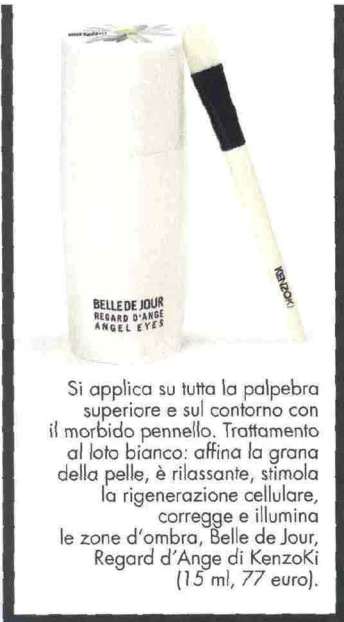 BELLE DE JOUR
REGARD D'ANGE
ANGEL EYES
KENZOKI
Si applica su tutta la palpebra
superiore e sul contorno con
il morbido pennello. Trattamento
al loto bianco: affina la grana
della pelle, è rilassante, stimola
la rigenerazione cellulare,
corregge e illumina
le zone d'ombra, Belle de Jour,
Regard d'Ange di KenzoKi
(15 ml, 77 euro).